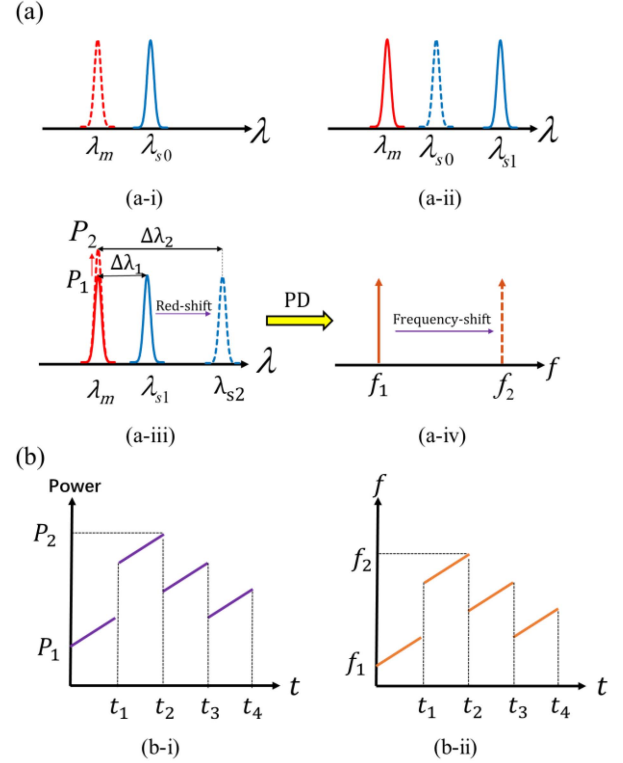 (a)
λm λs0 λ
(a-i)
λm λs0 λs1 λ
(a-ii)
P2 Δλ2
P1 Δλ1
Red-shift
λm λs1 λs2 λ
(a-iii)
PD
Frequency-shift
f1 f2 f
(a-iv)
(b)
Power
P2
P1
t1 t2 t3 t4 t
(b-i)
f
f2
f1
t1 t2 t3 t4 t
(b-ii)